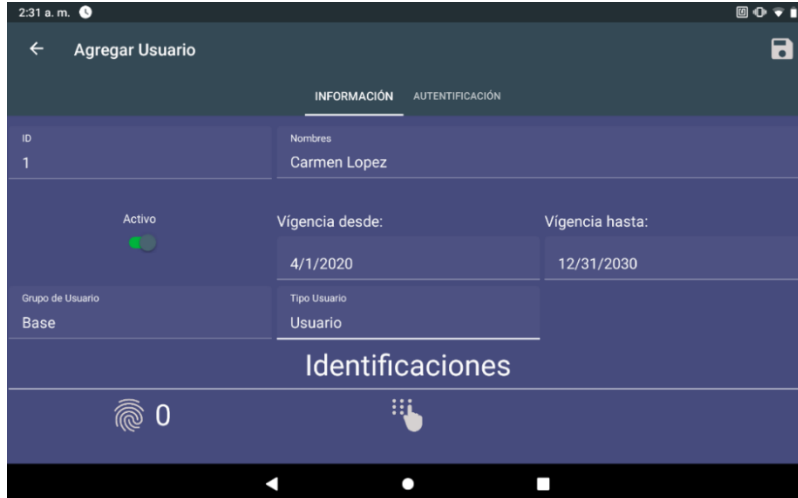 2:31 a. m.
Agregar Usuario
INFORMACIÓN AUTENTIFICACIÓN
ID Nombres
1 Carmen Lopez
Activo Vígencia desde: Vígencia hasta:
4/1/2020 12/31/2030
Grupo de Usuario Tipo Usuario
Base Usuario
Identificaciones
0